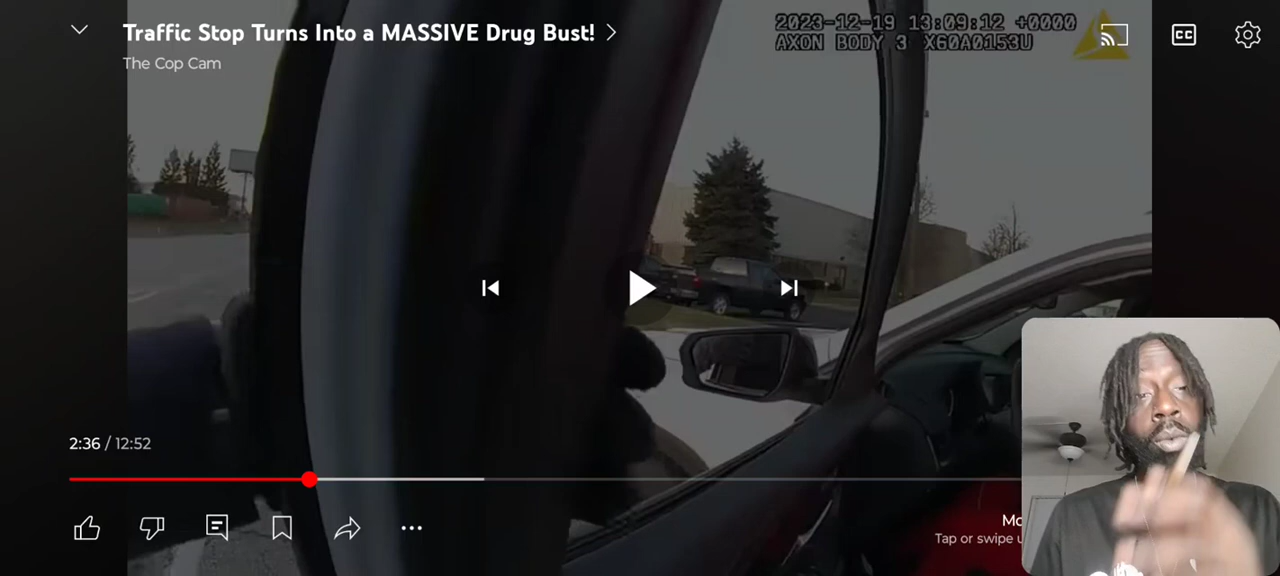 Traffic Stop Turns Into a MASSIVE Drug Bust!
The Cop Cam
2023-12-19 13:09:12 +0000
AXON BODY 3 X60A0153U
CC
2:36 / 12:52
Tap or swipe